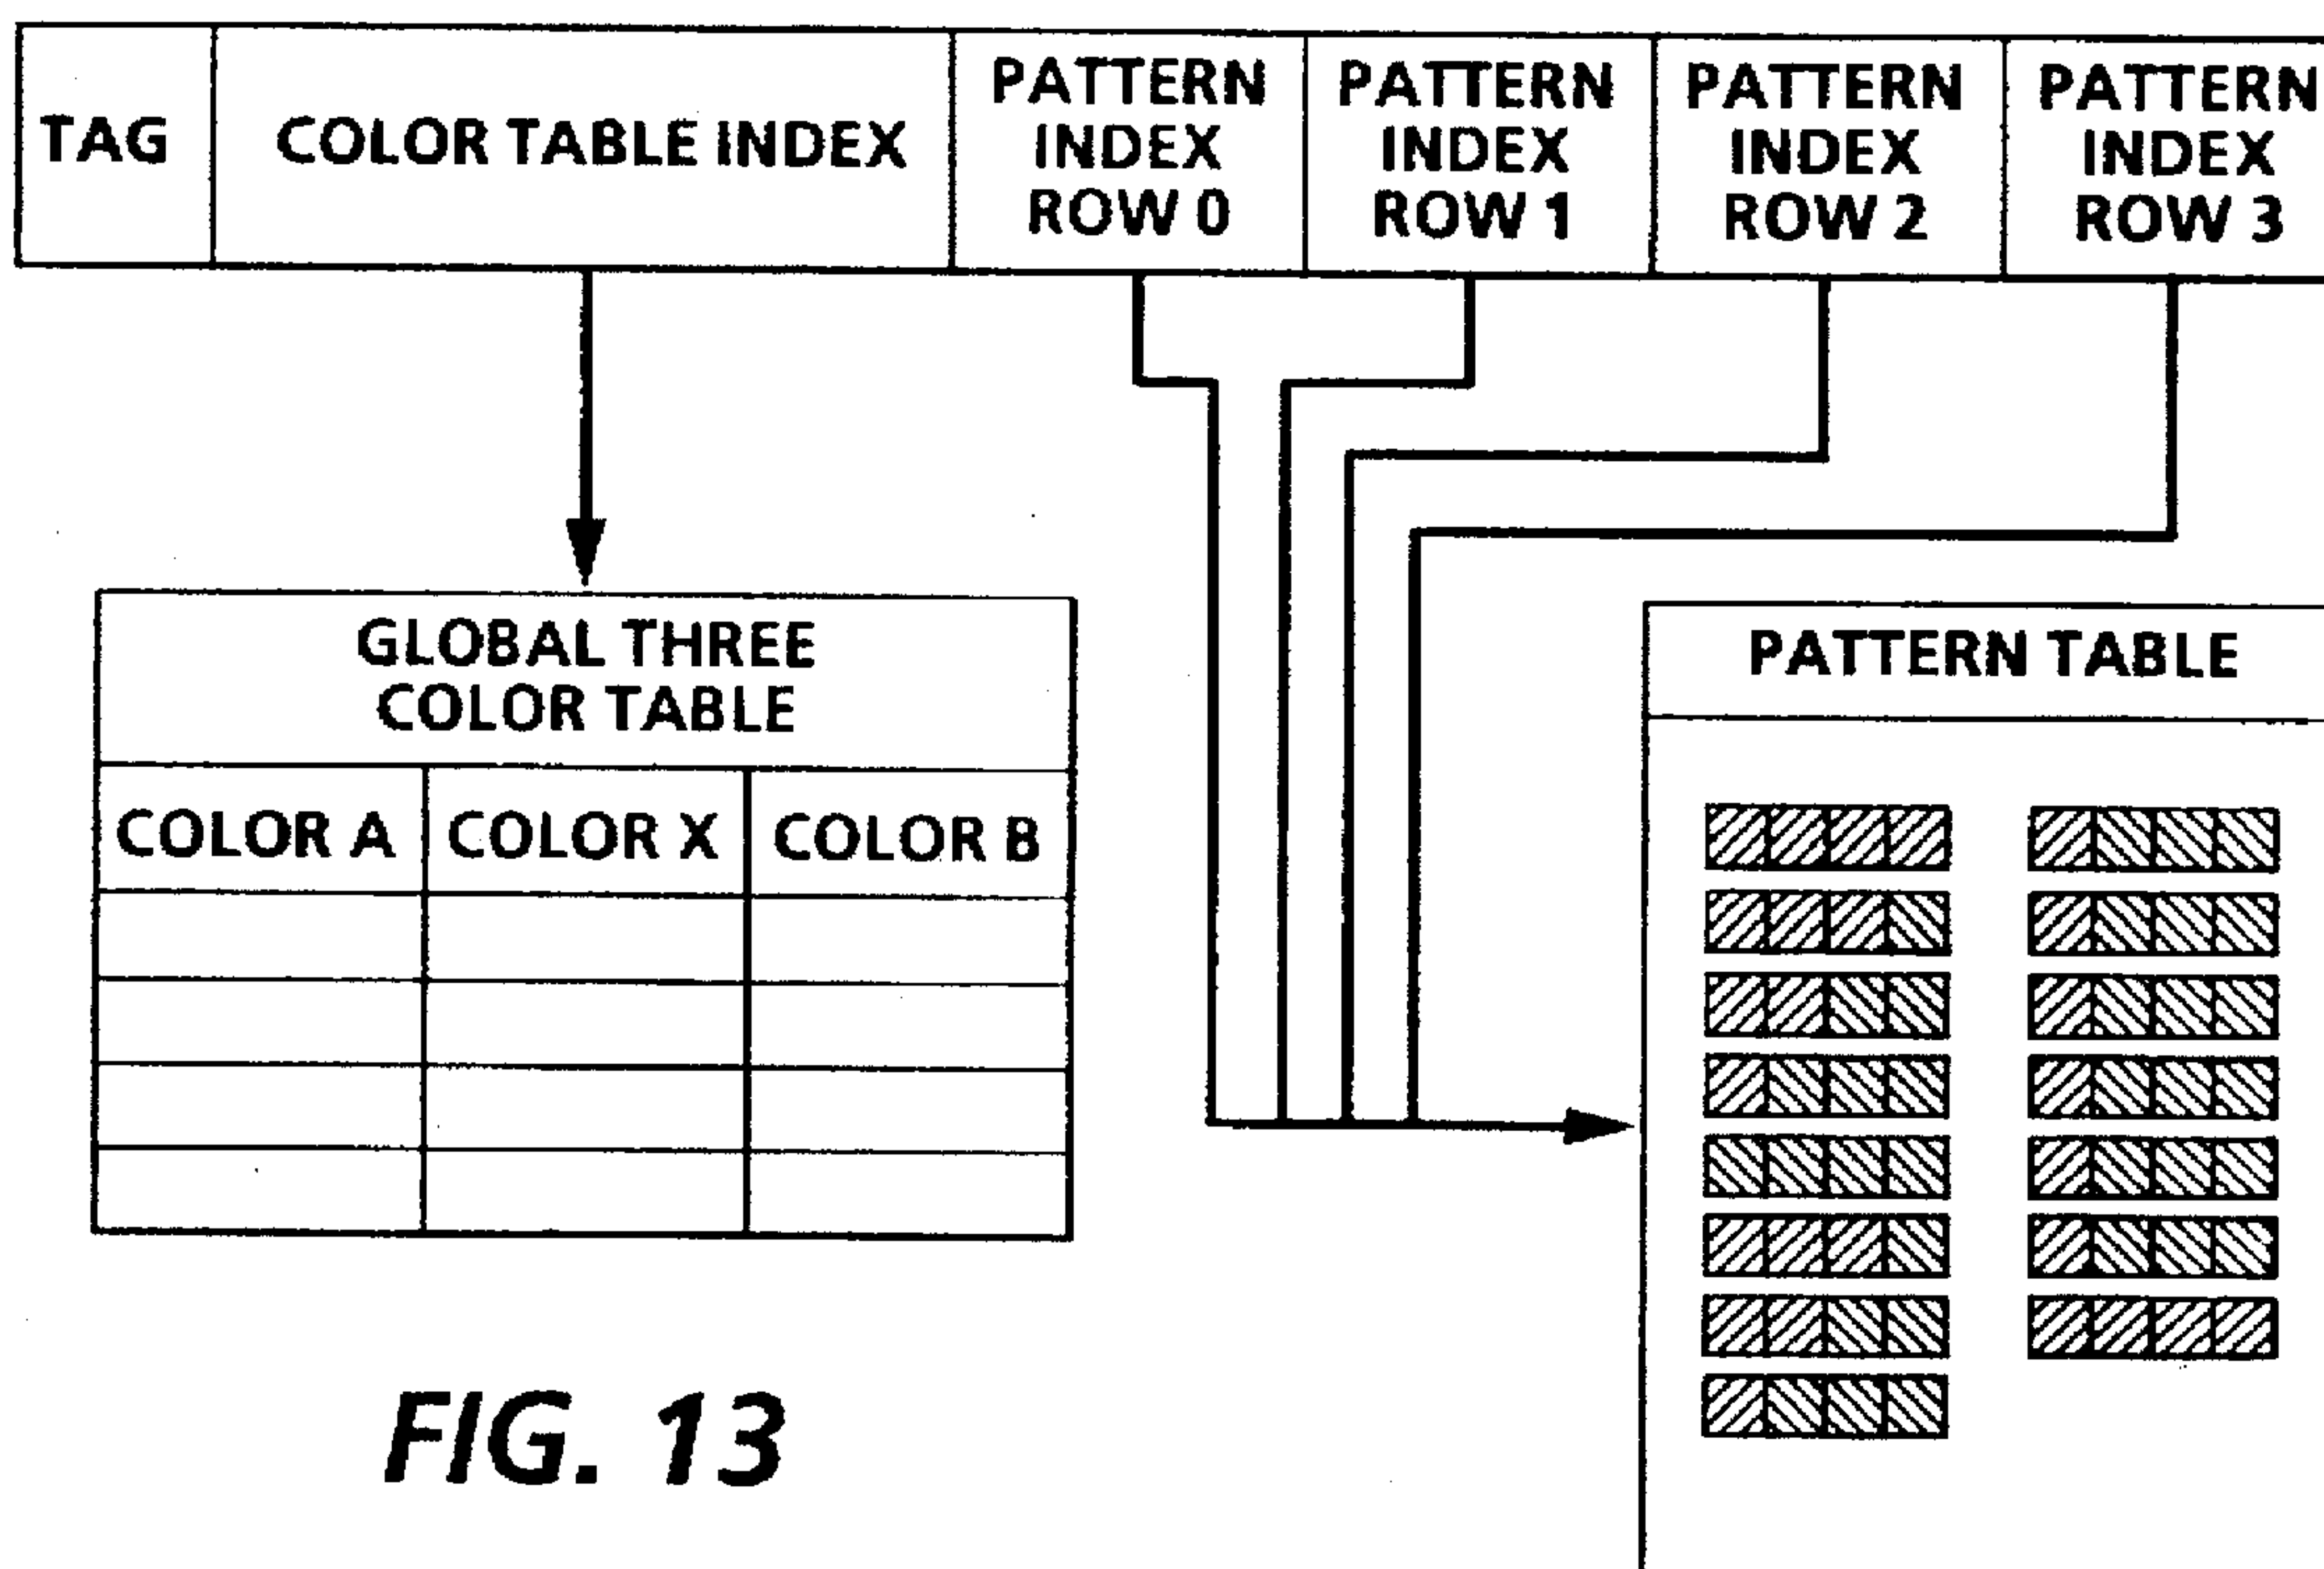 TAG
COLOR TABLE INDEX
PATTERN
INDEX
ROW 0
PATTERN
INDEX
ROW 1
PATTERN
INDEX
ROW 2
PATTERN
INDEX
ROW 3
GLOBAL THREE
COLOR TABLE
COLOR A
COLOR X
COLOR B
PATTERN TABLE
FIG. 13